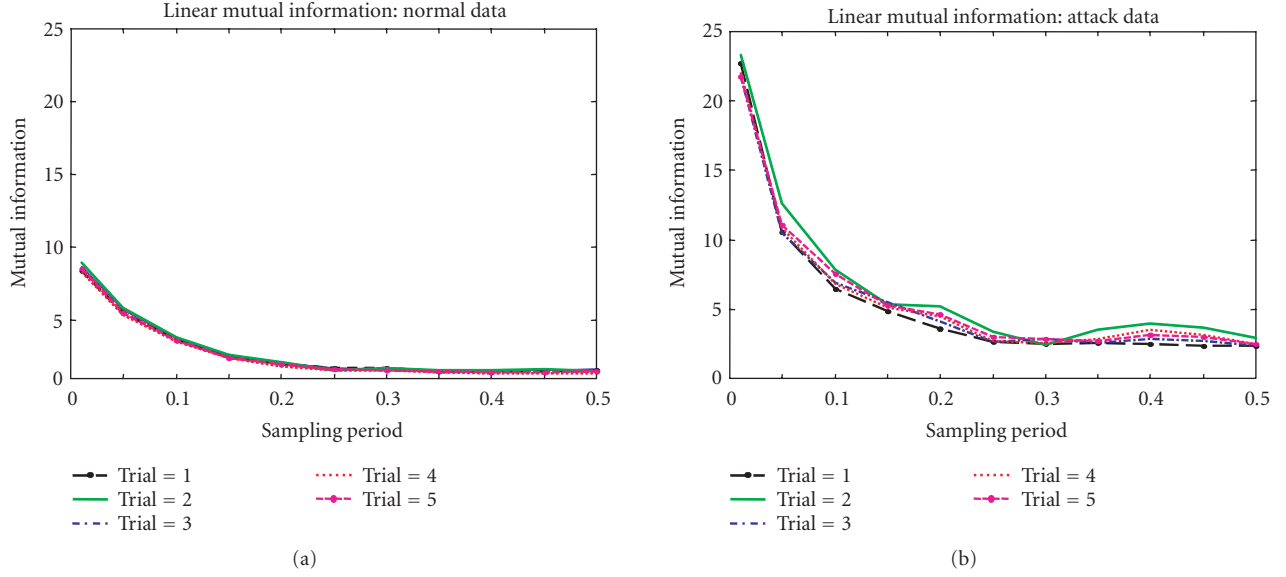 Linear mutual information: normal data
25
20
15
10
5
0
Mutual information
0 0.1 0.2 0.3 0.4 0.5
Sampling period
Trial = 1
Trial = 2
Trial = 3
Trial = 4
Trial = 5
(a)
Linear mutual information: attack data
25
20
15
10
5
0
Mutual information
0 0.1 0.2 0.3 0.4 0.5
Sampling period
Trial = 1
Trial = 2
Trial = 3
Trial = 4
Trial = 5
(b)